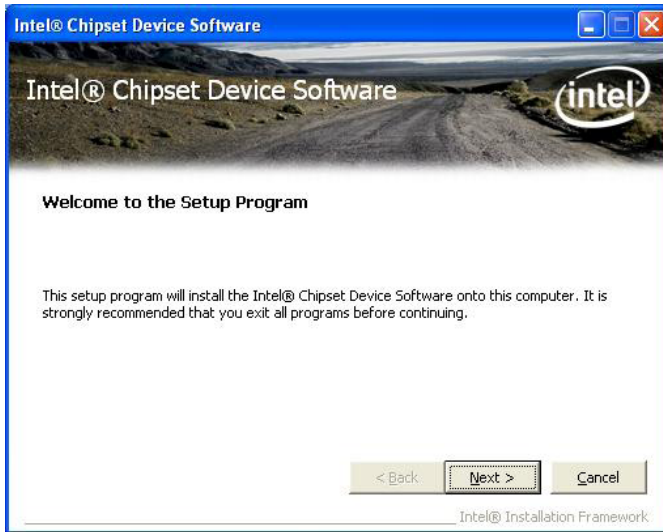 Intel® Chipset Device Software
Intel® Chipset Device Software
intel
Welcome to the Setup Program
This setup program will install the Intel® Chipset Device Software onto this computer. It is
strongly recommended that you exit all programs before continuing.
< Back
Next >
Cancel
Intel® Installation Framework